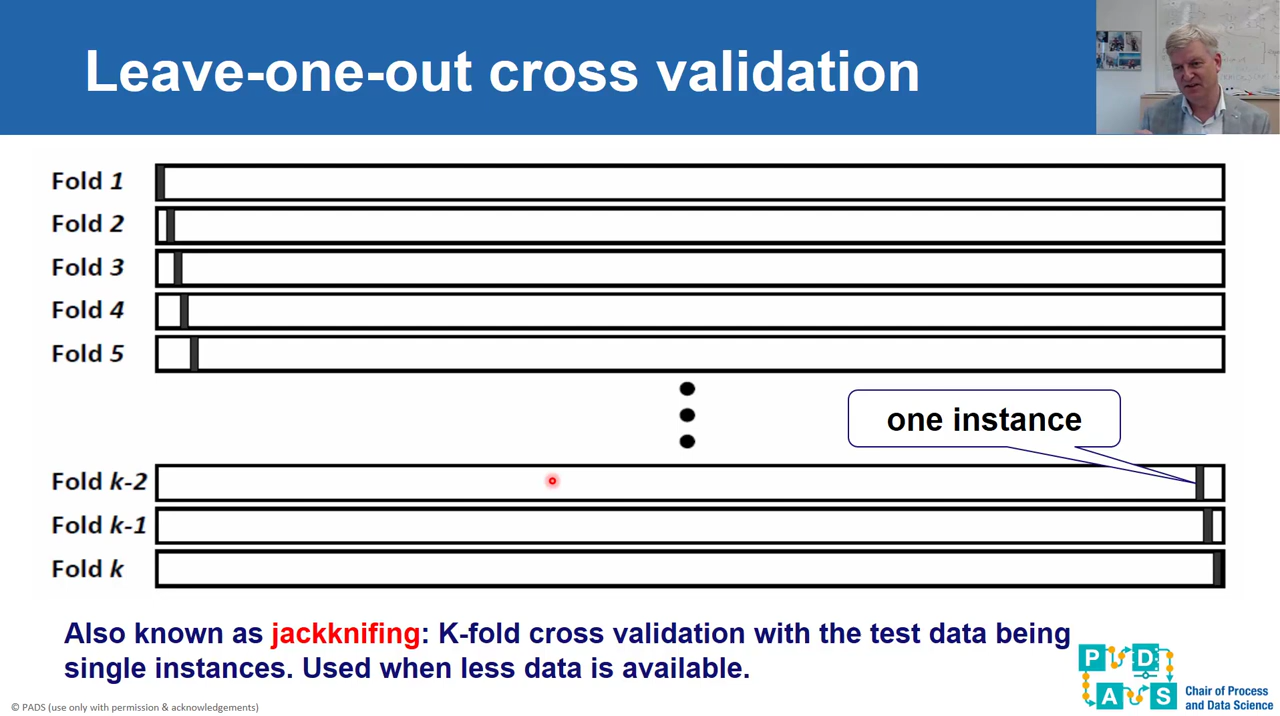 Leave-one-out cross validation
Fold 1
Fold 2
Fold 3
Fold 4
Fold 5
one instance
Fold k-2
Fold k-1
Fold k
Also known as jackknifing: K-fold cross validation with the test data being
single instances. Used when less data is available.
P D
A S
Chair of Process
and Data Science
© PADS (use only with permission & acknowledgements)